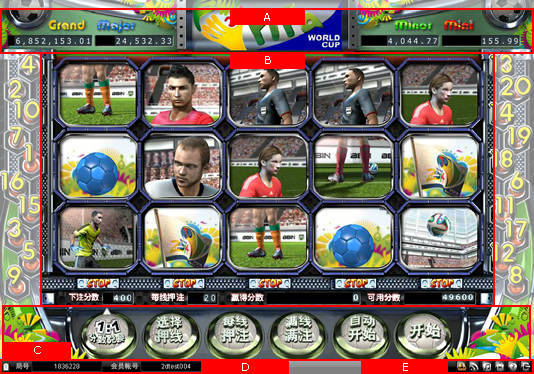 A
Grand Major Minor Mini
6,852,153.01 24,532.33 4,044.77 155.99
FIFA
WORLD
CUP
B
4 3
2 20
10 4
7 19
1 18
16 6
15 11
3 17
5 2
9 8
BBIN
STOP STOP STOP STOP STOP
下注分数 400 每线押注 20 赢得分数 0 可用分数 49600
1:1
分数兑换
选择
押线
每线
押注
满线
满注
自动
开始
开始
C
局号 1836228 会员帐号 2dtest004
D
E